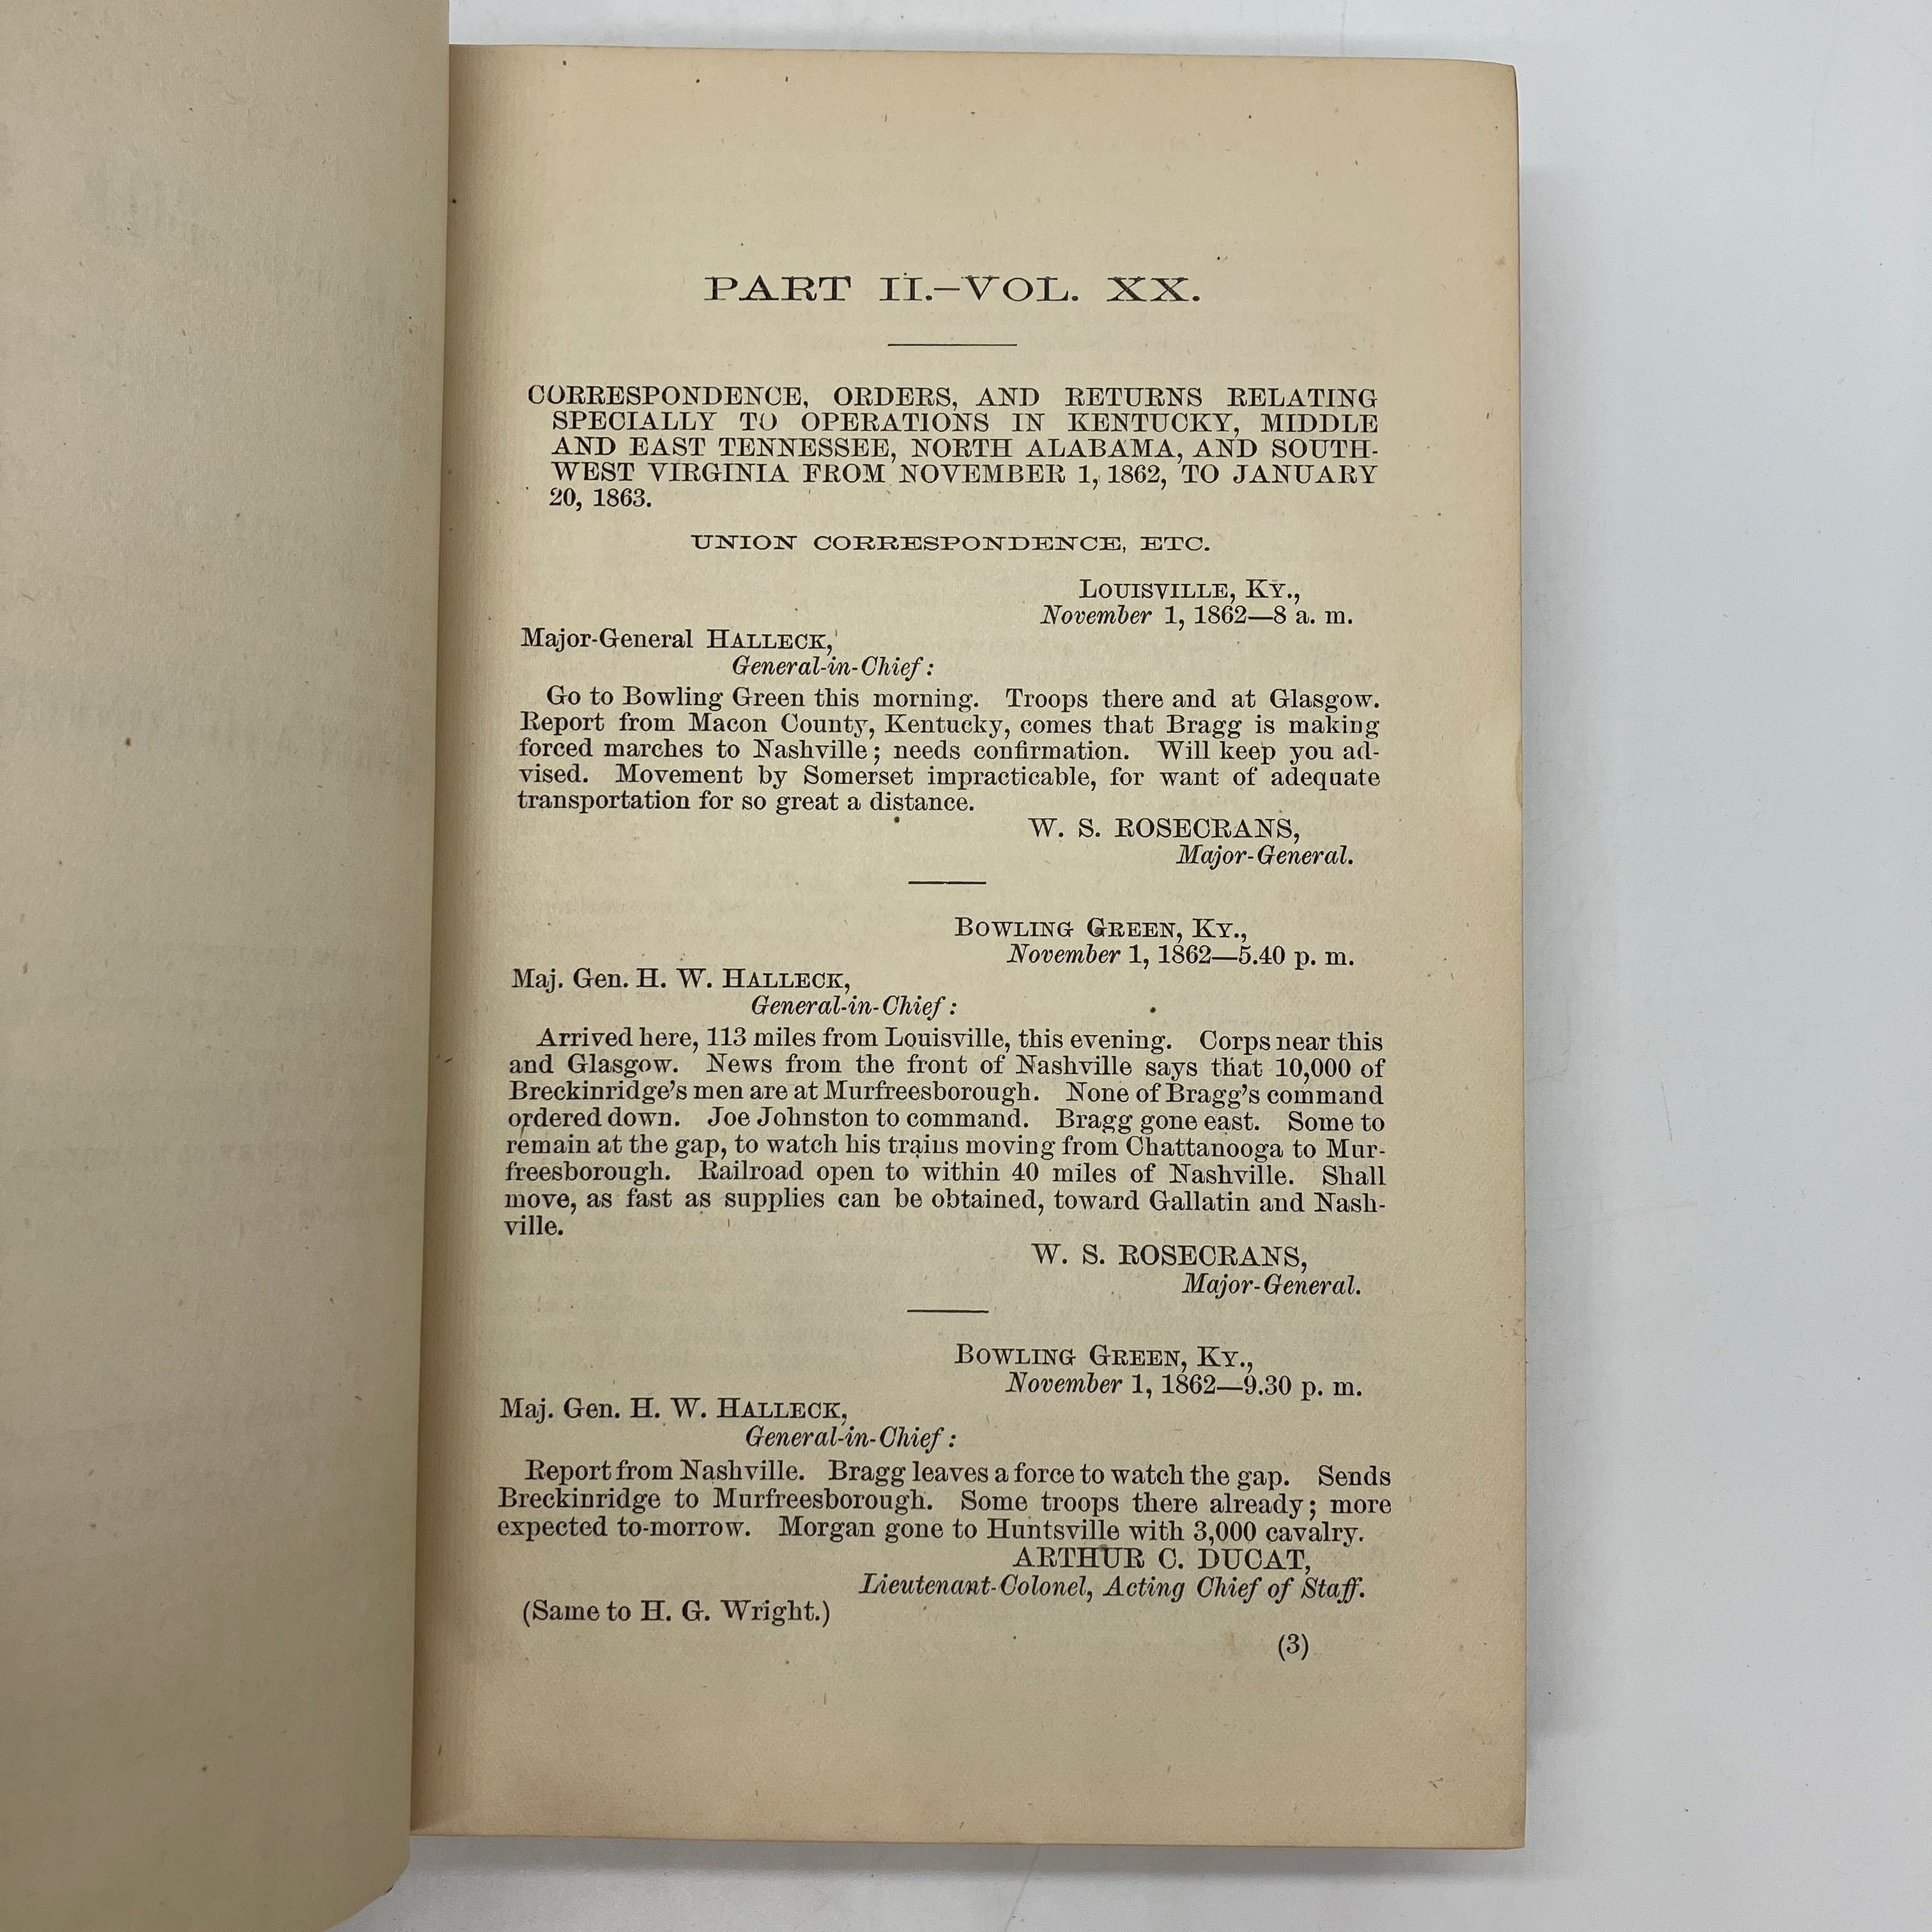 PART II.–VOL. XX.
CORRESPONDENCE, ORDERS, AND RETURNS RELATING
SPECIALLY TO OPERATIONS IN KENTUCKY, MIDDLE
AND EAST TENNESSEE, NORTH ALABAMA, AND SOUTH-
WEST VIRGINIA FROM NOVEMBER 1, 1862, TO JANUARY
20, 1863.
UNION CORRESPONDENCE, ETC.
LOUISVILLE, KY.,
November 1, 1862—8 a. m.
Major-General HALLECK,
General-in-Chief:
Go to Bowling Green this morning. Troops there and at Glasgow.
Report from Macon County, Kentucky, comes that Bragg is making
forced marches to Nashville; needs confirmation. Will keep you ad-
vised. Movement by Somerset impracticable, for want of adequate
transportation for so great a distance.
W. S. ROSECRANS,
Major-General.
BOWLING GREEN, KY.,
November 1, 1862—5.40 p. m.
Maj. Gen. H. W. HALLECK,
General-in-Chief:
Arrived here, 113 miles from Louisville, this evening. Corps near this
and Glasgow. News from the front of Nashville says that 10,000 of
Breckinridge's men are at Murfreesborough. None of Bragg's command
ordered down. Joe Johnston to command. Bragg gone east. Some to
remain at the gap, to watch his trains moving from Chattanooga to Mur-
freesborough. Railroad open to within 40 miles of Nashville. Shall
move, as fast as supplies can be obtained, toward Gallatin and Nash-
ville.
W. S. ROSECRANS,
Major-General.
BOWLING GREEN, KY.,
November 1, 1862—9.30 p. m.
Maj. Gen. H. W. HALLECK,
General-in-Chief:
Report from Nashville. Bragg leaves a force to watch the gap. Sends
Breckinridge to Murfreesborough. Some troops there already; more
expected to-morrow. Morgan gone to Huntsville with 3,000 cavalry.
ARTHUR C. DUCAT,
Lieutenant-Colonel, Acting Chief of Staff.
(Same to H. G. Wright.)
(3)